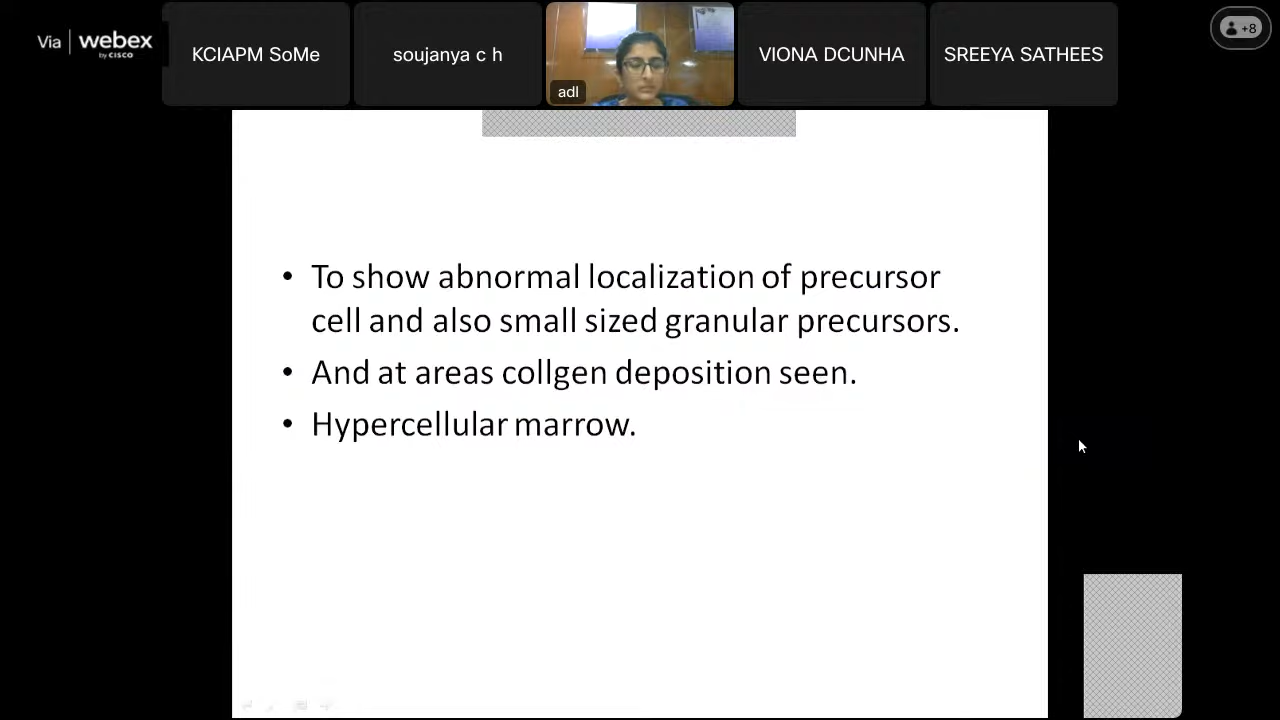 Via webex
by CISCO
KCIAPM SoMe
soujanya c h
adl
VIONA DCUNHA
SREEYA SATHEES
+8
• To show abnormal localization of precursor
cell and also small sized granular precursors.
• And at areas collgen deposition seen.
• Hypercellular marrow.